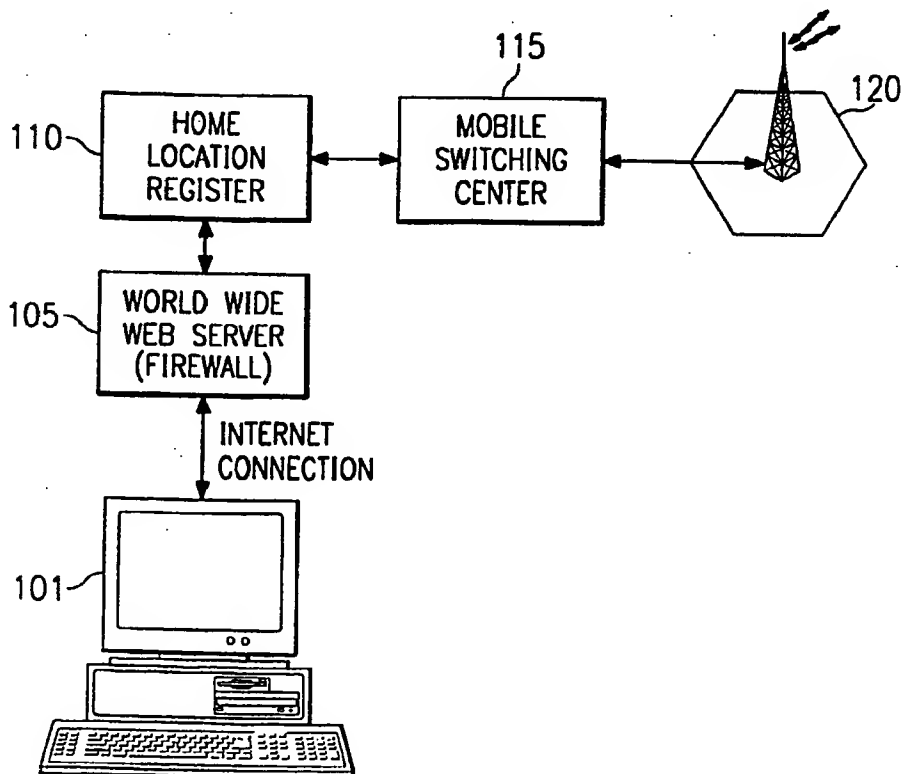 115
120
110
HOME
LOCATION
REGISTER
MOBILE
SWITCHING
CENTER
105
WORLD WIDE
WEB SERVER
(FIREWALL)
INTERNET
CONNECTION
101